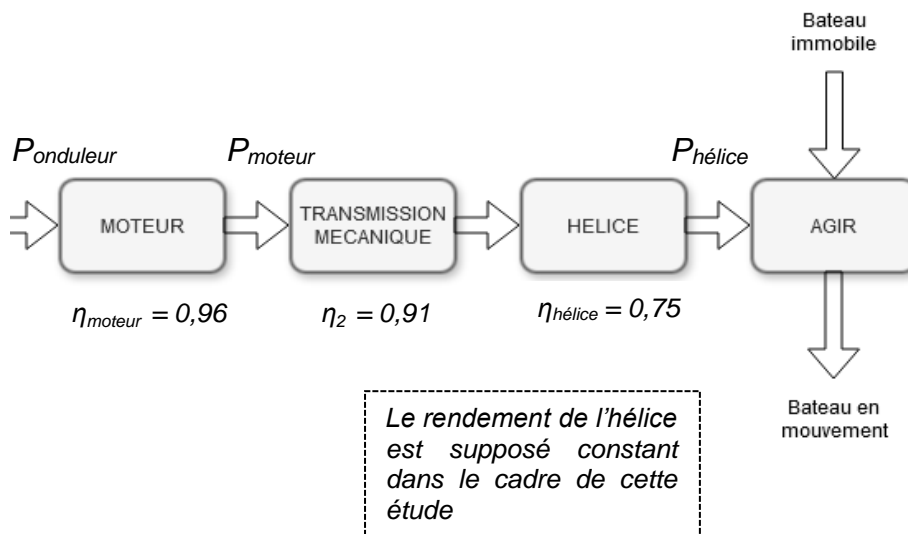 Bateau
immobile
Ponduleur
Pmoteur
Phélice
MOTEUR
TRANSMISSION
MECANIQUE
HELICE
AGIR
ηmoteur = 0,96
η2 = 0,91
ηhélice = 0,75
Bateau en
mouvement
Le rendement de l’hélice
est supposé constant
dans le cadre de cette
étude